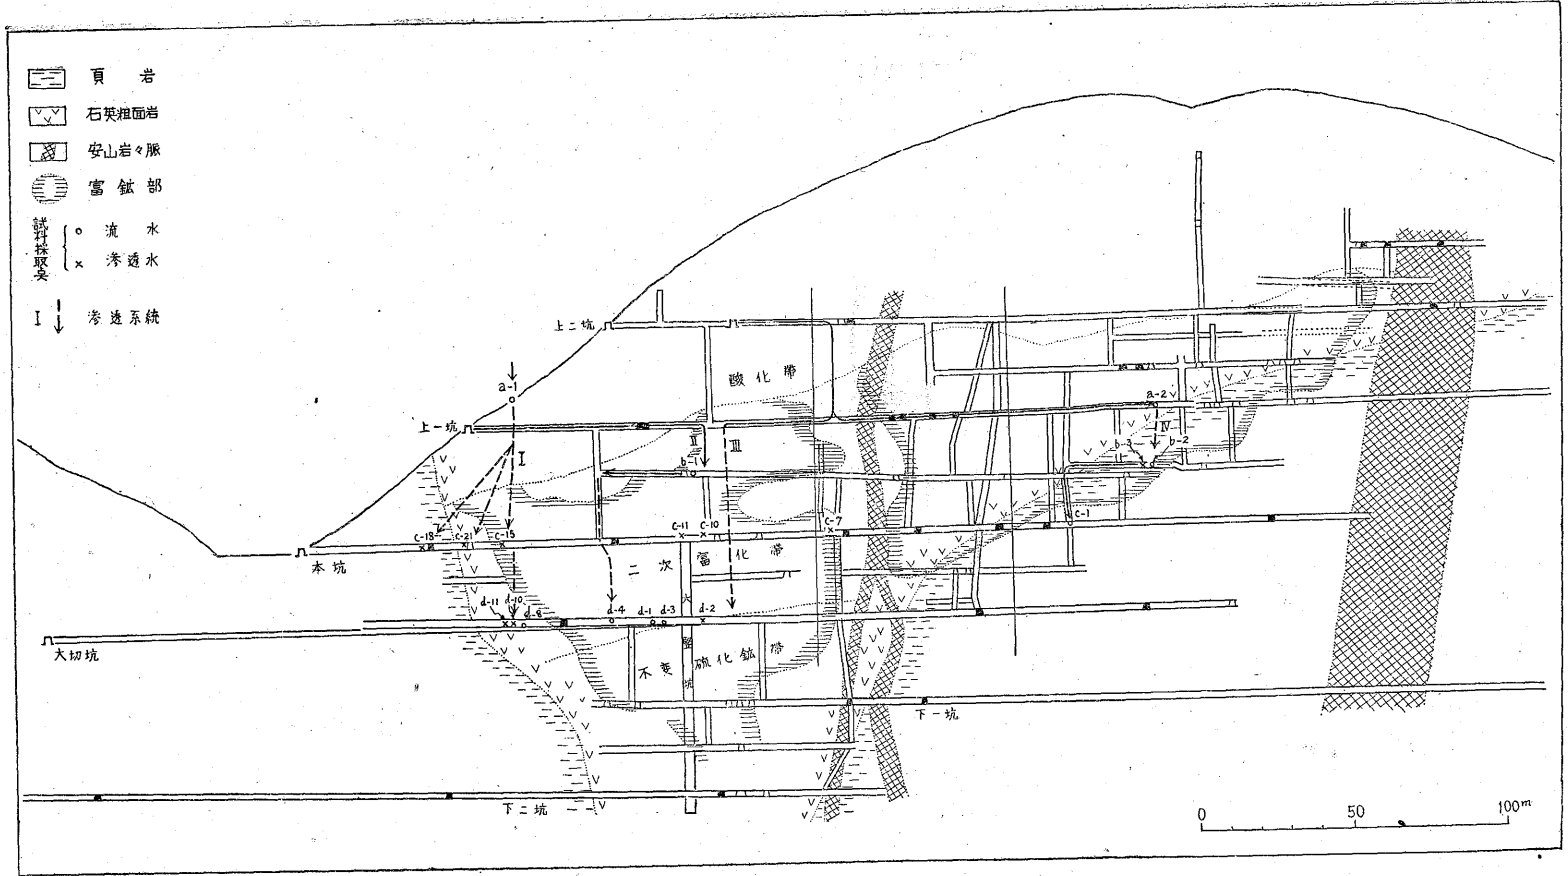 頁岩
石英粗面岩
安山岩々脈
富鉱部
試料採取点
流水
滲透水
I 滲透系統
上二坑
酸化帶
a-1
a-2
上一坑
I
II
III
IV
b-1
b-3
b-2
c-18
c-21
c-15
c-11
c-10
c-7
c-1
本坑
二次富化帶
d-11
d-10
d-8
d-4
d-1
d-3
d-2
大切坑
六竪坑
不変硫化鉱帶
下一坑
下二坑
0 50 100m